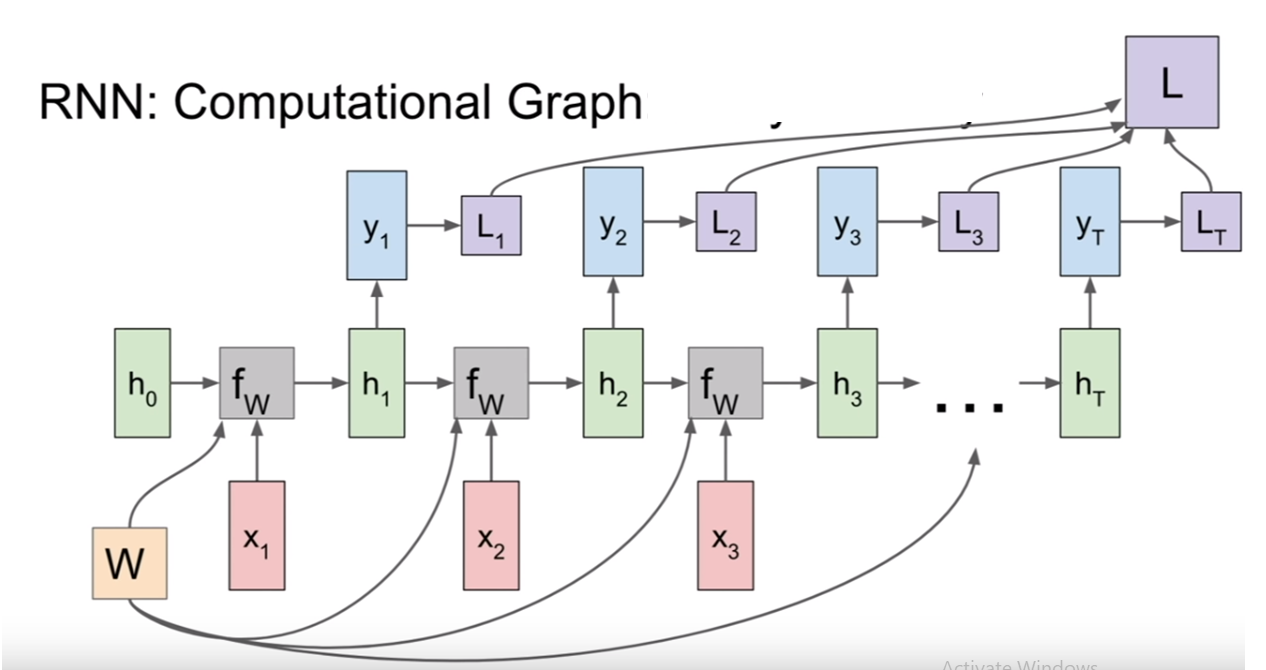 RNN: Computational Graph
L
y1 L1 y2 L2 y3 L3 yT LT
h0 fW h1 fW h2 fW h3 ... hT
W x1 x2 x3